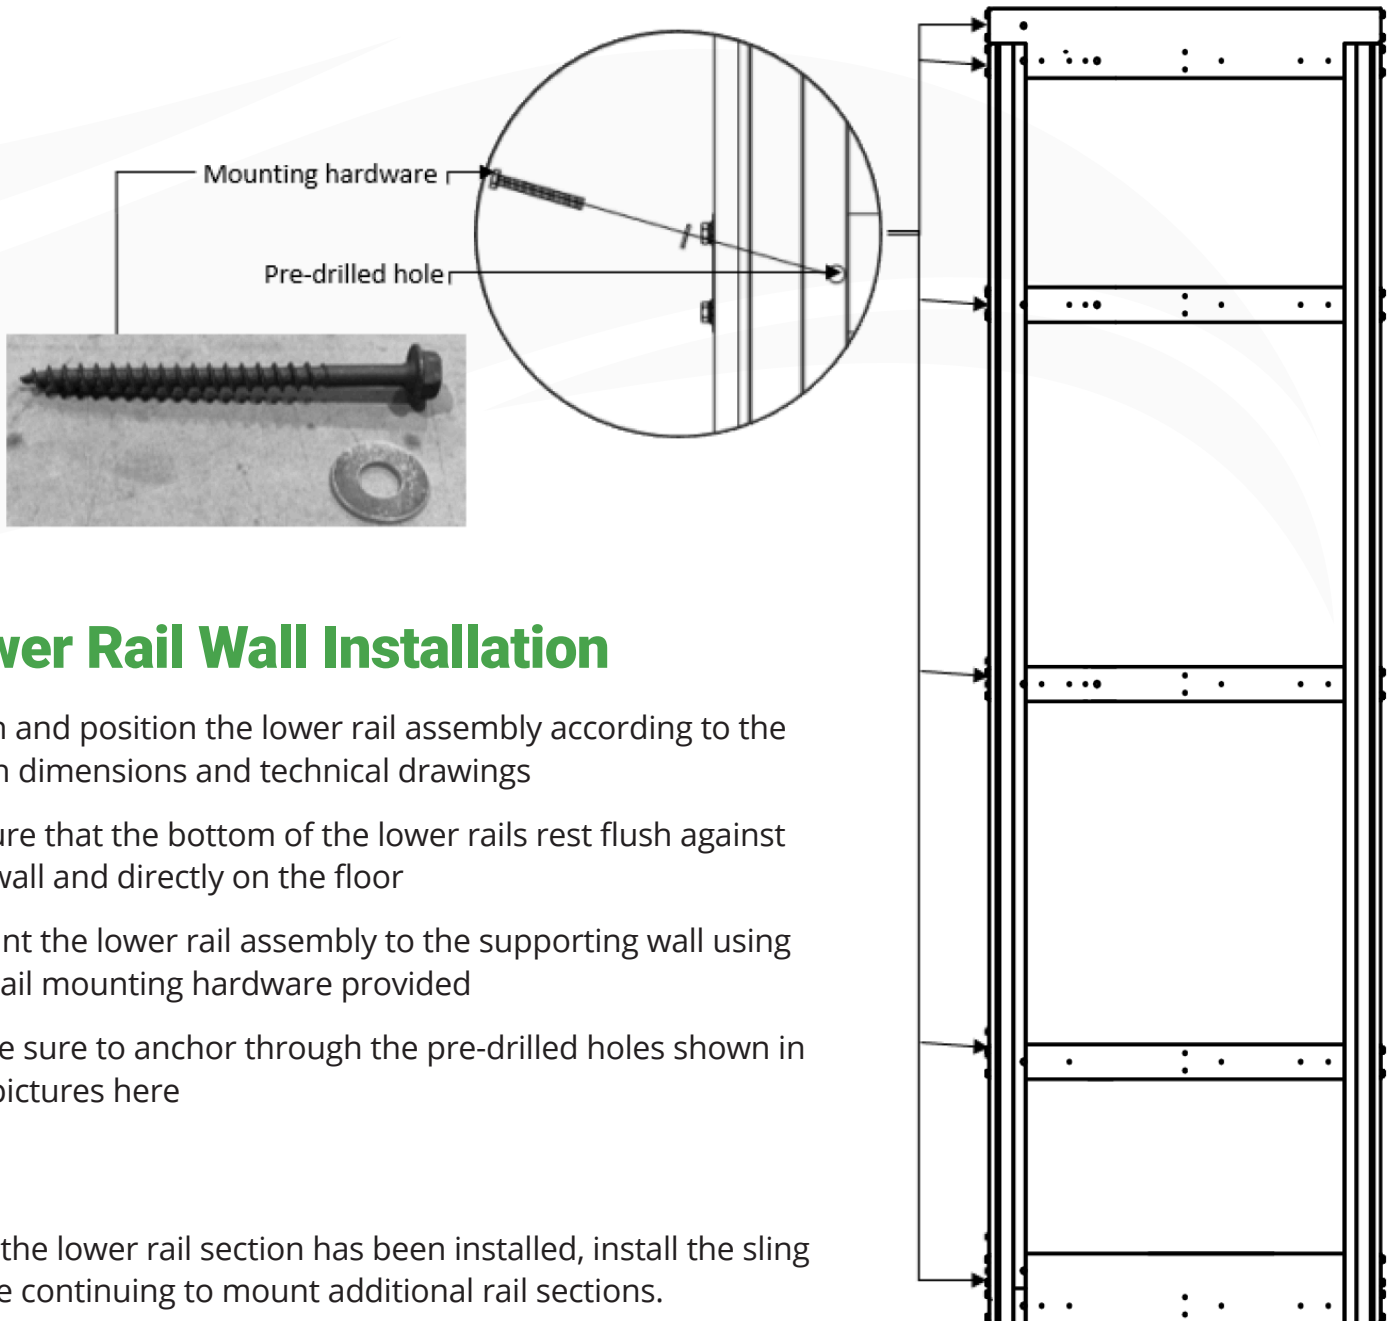 Mounting hardware
Pre-drilled hole
wer Rail Wall Installation
n and position the lower rail assembly according to the
n dimensions and technical drawings
ure that the bottom of the lower rails rest flush against
wall and directly on the floor
nt the lower rail assembly to the supporting wall using
ail mounting hardware provided
e sure to anchor through the pre-drilled holes shown in
pictures here
the lower rail section has been installed, install the sling
e continuing to mount additional rail sections.